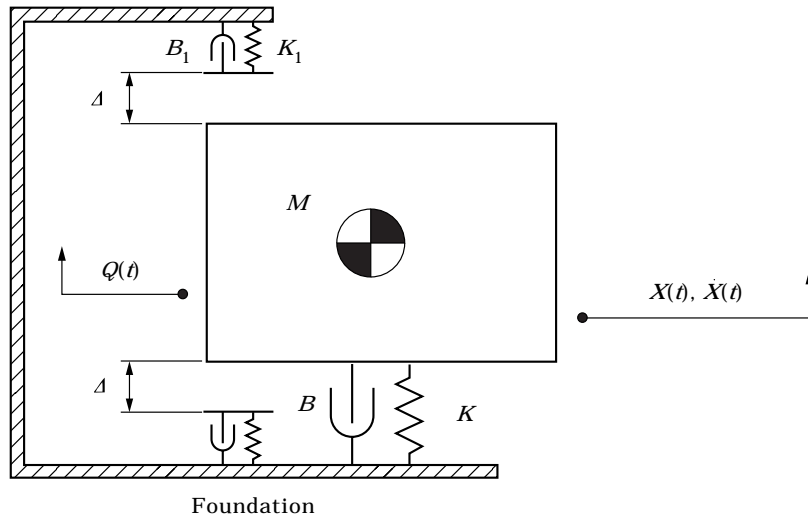 B₁
K₁
Δ
M
Q(t)
X(t), Ẋ(t)
Δ
B
K
Foundation